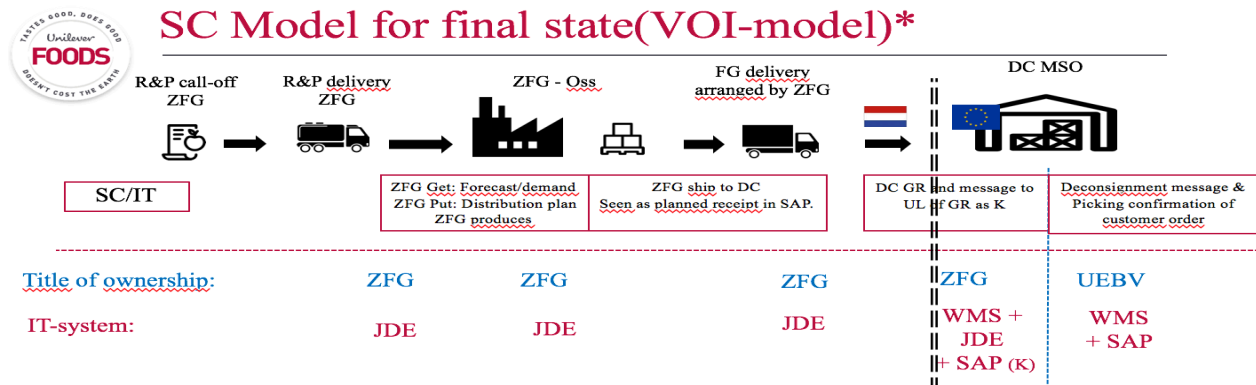 SC Model for final state(VOI-model)*
TASTES GOOD, DOES GOOD
Unilever
FOODS
DOESN'T COST THE EARTH
R&P call-off
ZFG
R&P delivery
ZFG
ZFG - Oss
FG delivery
arranged by ZFG
DC MSO
SC/IT
ZFG Get: Forecast/demand
ZFG Put: Distribution plan
ZFG produces
ZFG ship to DC
Seen as planned receipt in SAP.
DC GR and message to
UL of GR as K
Deconsignment message &
Picking confirmation of
customer order
Title of ownership:
ZFG
ZFG
ZFG
ZFG
UEBV
IT-system:
JDE
JDE
JDE
WMS +
JDE
+ SAP (K)
WMS
+ SAP